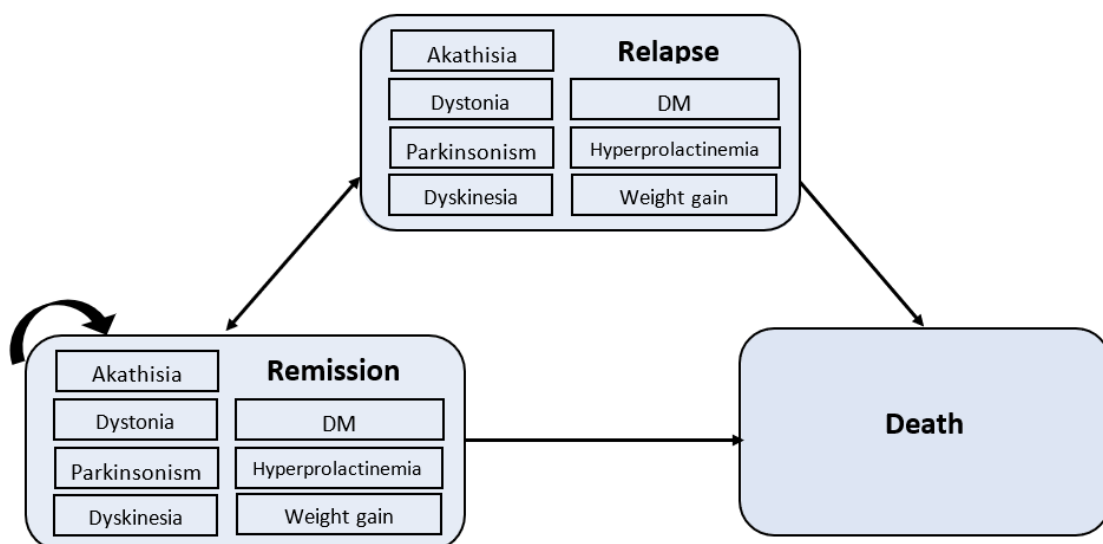 Relapse
Akathisia
Dystonia
DM
Parkinsonism
Hyperprolactinemia
Dyskinesia
Weight gain
Remission
Akathisia
Dystonia
DM
Parkinsonism
Hyperprolactinemia
Dyskinesia
Weight gain
Death